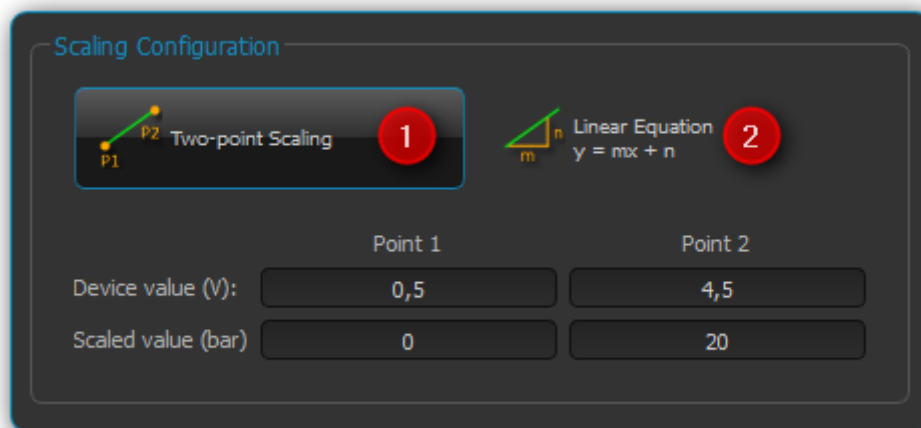 Scaling Configuration
P1 P2 Two-point Scaling 1
m n Linear Equation 2
y = mx + n
Point 1 Point 2
Device value (V): 0,5 4,5
Scaled value (bar) 0 20